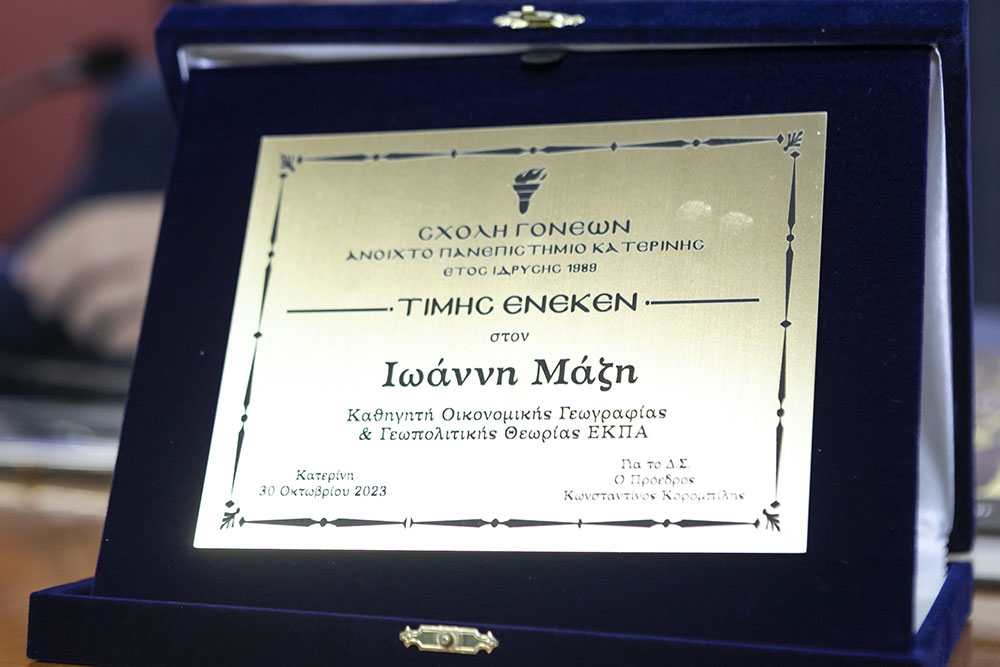 ΣΧΟΛΗ ΓΟΝΕΩΝ
ΑΝΟΙΧΤΟ ΠΑΝΕΠΙΣΤΗΜΙΟ ΚΑΤΕΡΙΝΗΣ
ΕΤΟΣ ΙΔΡΥΣΗΣ 1989
ΤΙΜΗΣ ΕΝΕΚΕΝ
στον
Ιωάννη Μάζη
Καθηγητή Οικονομικής Γεωγραφίας
& Γεωπολιτικής Θεωρίας ΕΚΠΑ
Κατερίνη
30 Οκτωβρίου 2023
Για το Δ.Σ.
Ο Πρόεδρος
Κωνσταντίνος Κορομπίλης